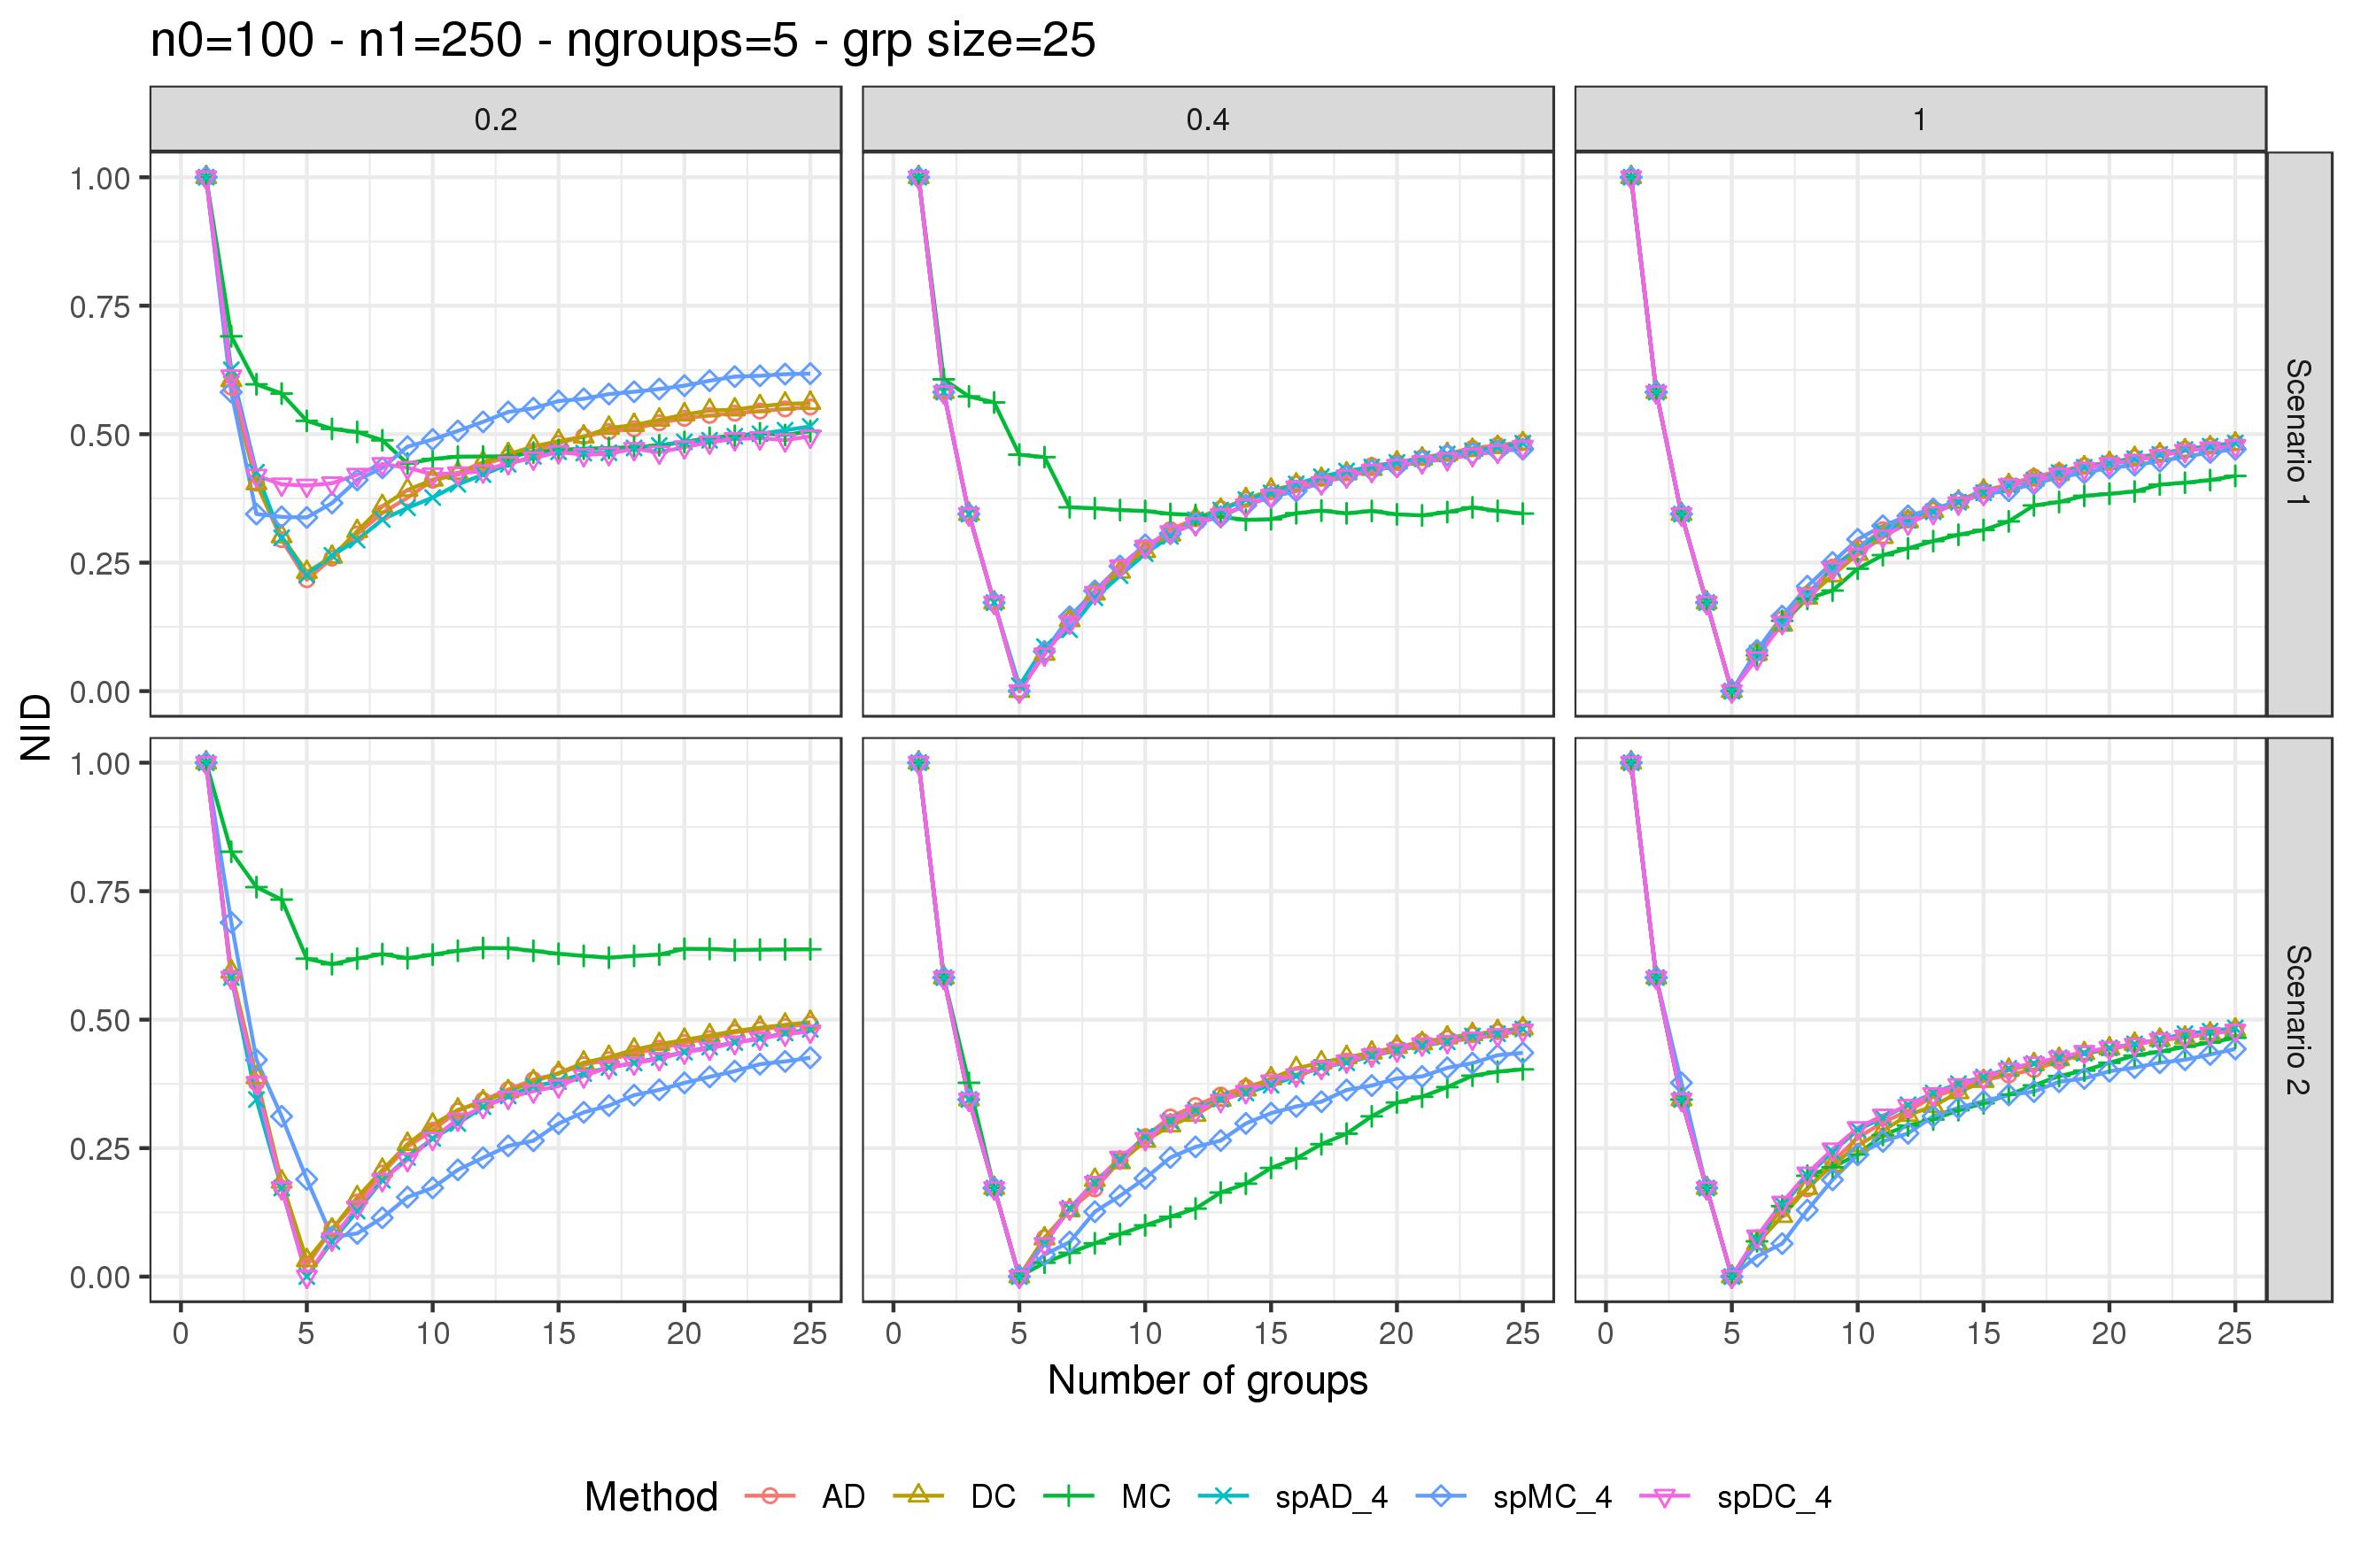 n0=100 - n1=250 - ngroups=5 - grp size=25
0.2 0.4 1
1.00
0.75
0.50
0.25
0.00
Scenario 1
NID
1.00
0.75
0.50
0.25
0.00
Scenario 2
0 5 10 15 20 25 0 5 10 15 20 25 0 5 10 15 20 25
Number of groups
Method AD DC MC spAD_4 spMC_4 spDC_4